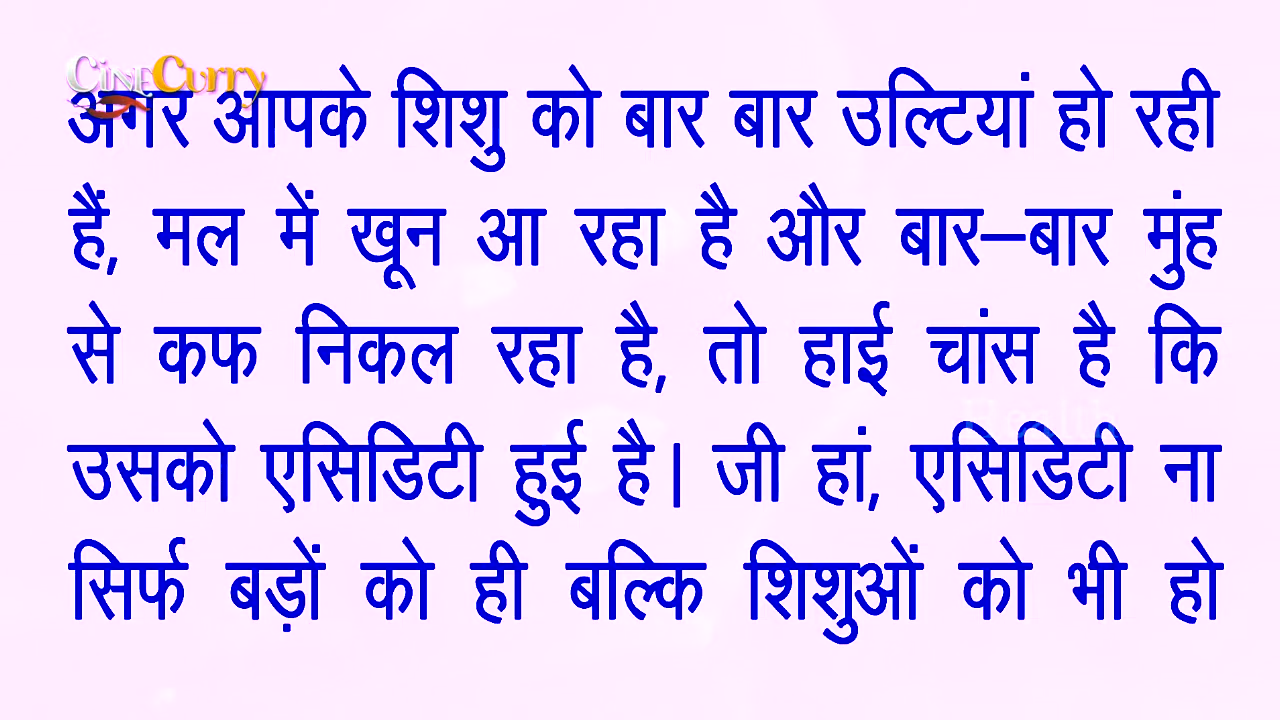 CineCurry
अगर आपके शिशु को बार बार उल्टियां हो रही
हैं, मल में खून आ रहा है और बार–बार मुंह
से कफ निकल रहा है, तो हाई चांस है कि
उसको एसिडिटी हुई है। जी हां, एसिडिटी ना
सिर्फ बड़ों को ही बल्कि शिशुओं को भी हो